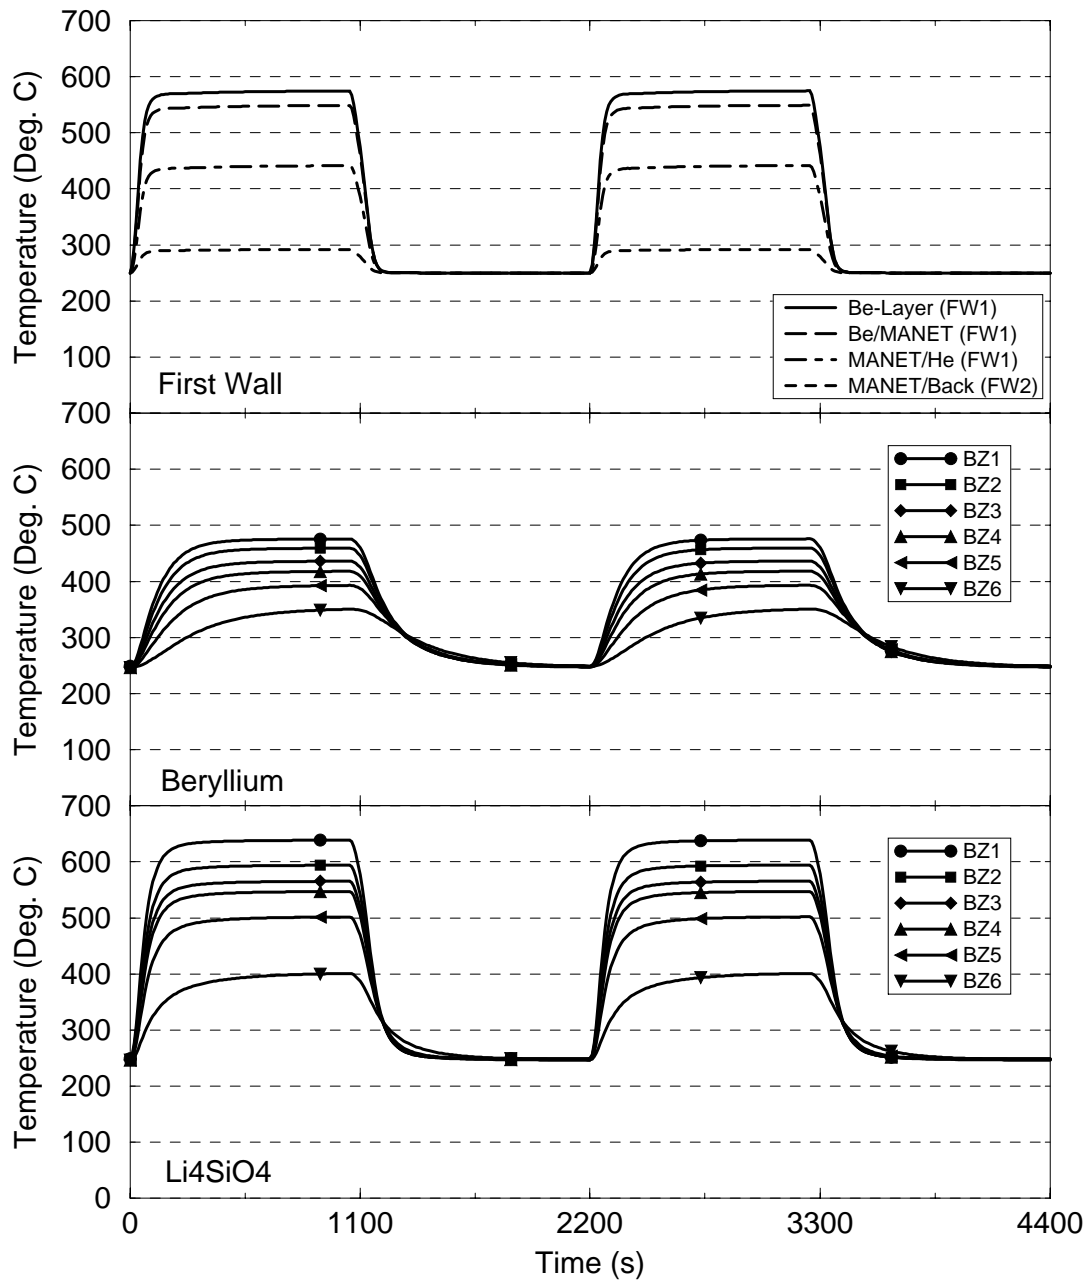 700
600
500
400
300
200
100
Temperature (Deg. C)
First Wall
Be-Layer (FW1)
Be/MANET (FW1)
MANET/He (FW1)
MANET/Back (FW2)
700
600
500
400
300
200
100
Temperature (Deg. C)
Beryllium
BZ1
BZ2
BZ3
BZ4
BZ5
BZ6
700
600
500
400
300
200
100
0
Temperature (Deg. C)
Li4SiO4
BZ1
BZ2
BZ3
BZ4
BZ5
BZ6
0 1100 2200 3300 4400
Time (s)